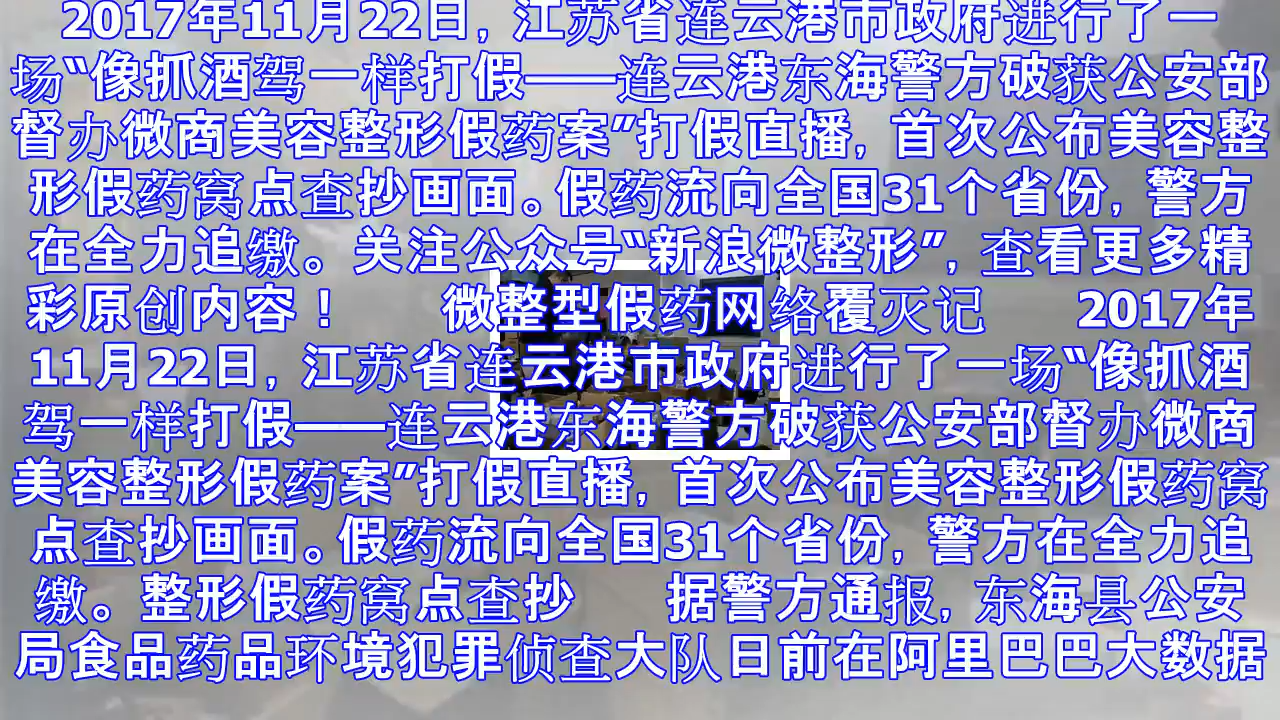 2017年11月22日，江苏省连云港市政府进行了一
场“像抓酒驾一样打假——连云港东海警方破获公安部
督办微商美容整形假药案”打假直播，首次公布美容整
形假药窝点查抄画面。假药流向全国31个省份，警方
在全力追缴。关注公众号“新浪微整形”，查看更多精
彩原创内容！　　微整型假药网络覆灭记　　2017年
11月22日，江苏省连云港市政府进行了一场“像抓酒
驾一样打假——连云港东海警方破获公安部督办微商
美容整形假药案”打假直播，首次公布美容整形假药窝
点查抄画面。假药流向全国31个省份，警方在全力追
缴。整形假药窝点查抄　　据警方通报，东海县公安
局食品药品环境犯罪侦查大队日前在阿里巴巴大数据